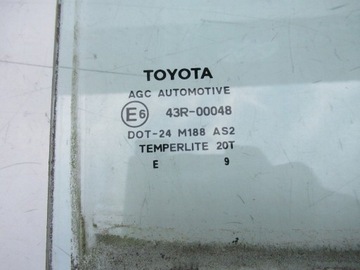 TOYOTA
AGC AUTOMOTIVE
E6 43R-00048
DOT-24 M188 AS2
TEMPERLITE 20T
E 9